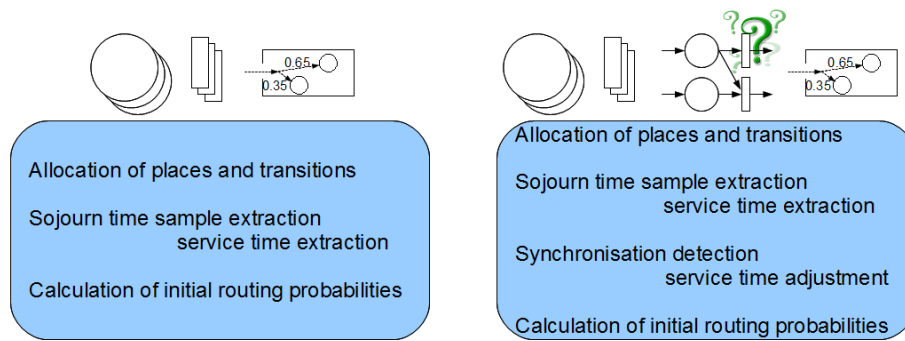 0.65
0.35
Allocation of places and transitions
Sojourn time sample extraction
service time extraction
Calculation of initial routing probabilities
? ? ?
0.65
0.35
Allocation of places and transitions
Sojourn time sample extraction
service time extraction
Synchronisation detection
service time adjustment
Calculation of initial routing probabilities